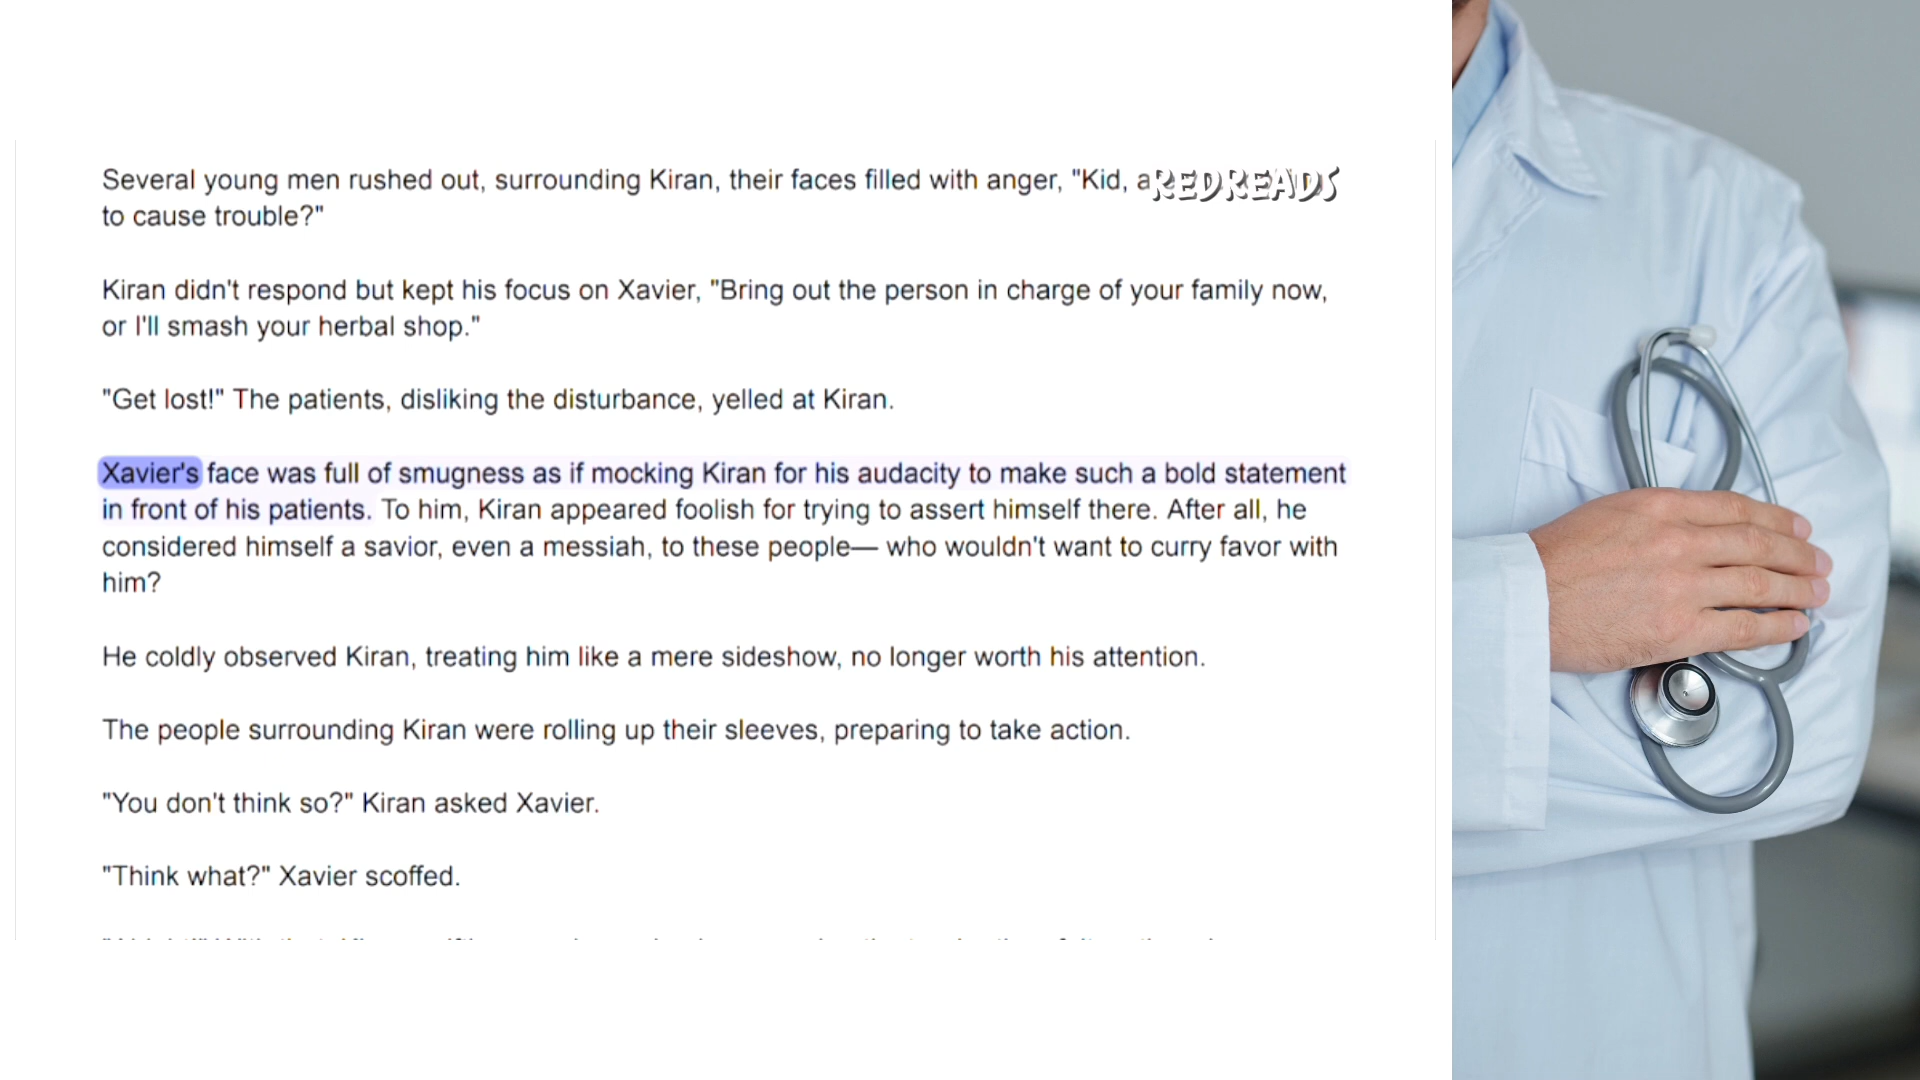 Several young men rushed out, surrounding Kiran, their faces filled with anger, "Kid, a
REDREADS
to cause trouble?"
Kiran didn't respond but kept his focus on Xavier, "Bring out the person in charge of your family now,
or I'll smash your herbal shop."
"Get lost!" The patients, disliking the disturbance, yelled at Kiran.
Xavier's face was full of smugness as if mocking Kiran for his audacity to make such a bold statement
in front of his patients. To him, Kiran appeared foolish for trying to assert himself there. After all, he
considered himself a savior, even a messiah, to these people— who wouldn't want to curry favor with
him?
He coldly observed Kiran, treating him like a mere sideshow, no longer worth his attention.
The people surrounding Kiran were rolling up their sleeves, preparing to take action.
"You don't think so?" Kiran asked Xavier.
"Think what?" Xavier scoffed.